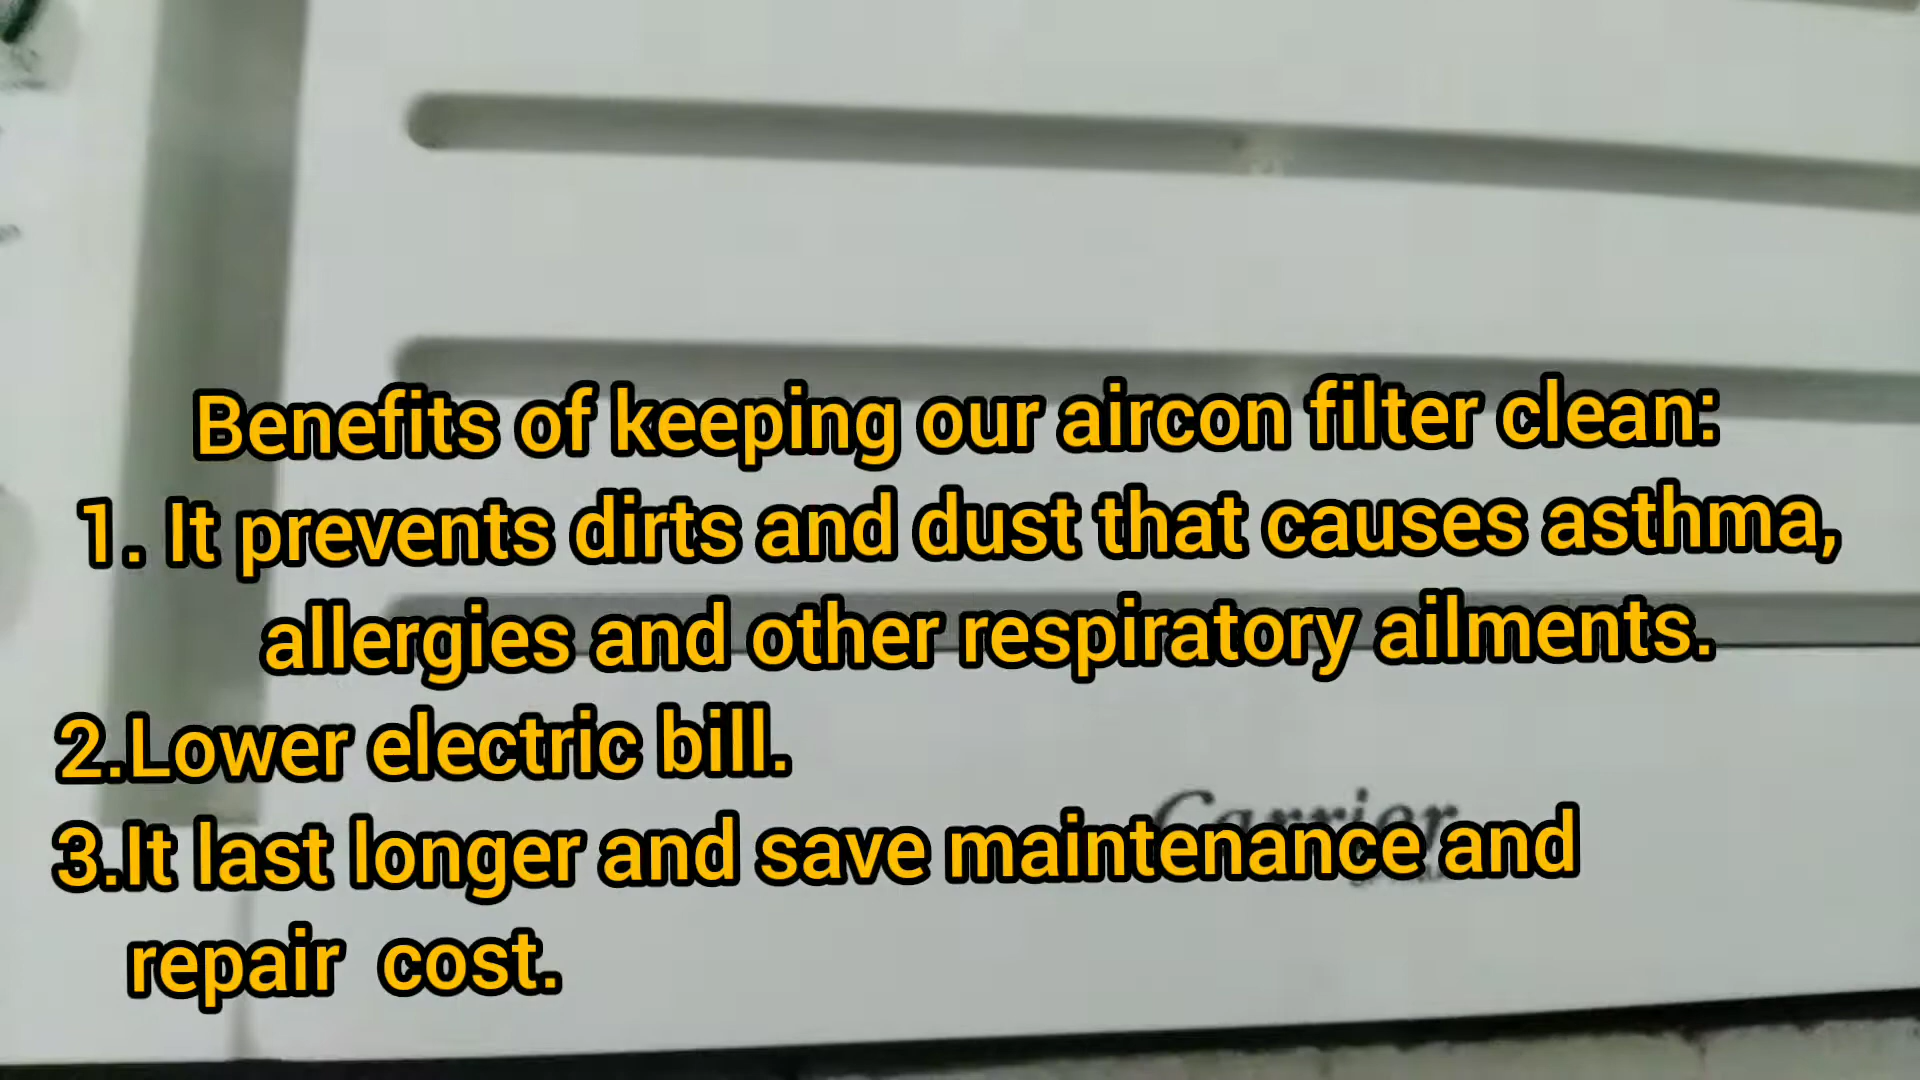 Benefits of keeping our aircon filter clean:
1. It prevents dirts and dust that causes asthma,
allergies and other respiratory ailments.
2.Lower electric bill.
3.It last longer and save maintenance and
repair cost.
Carrier